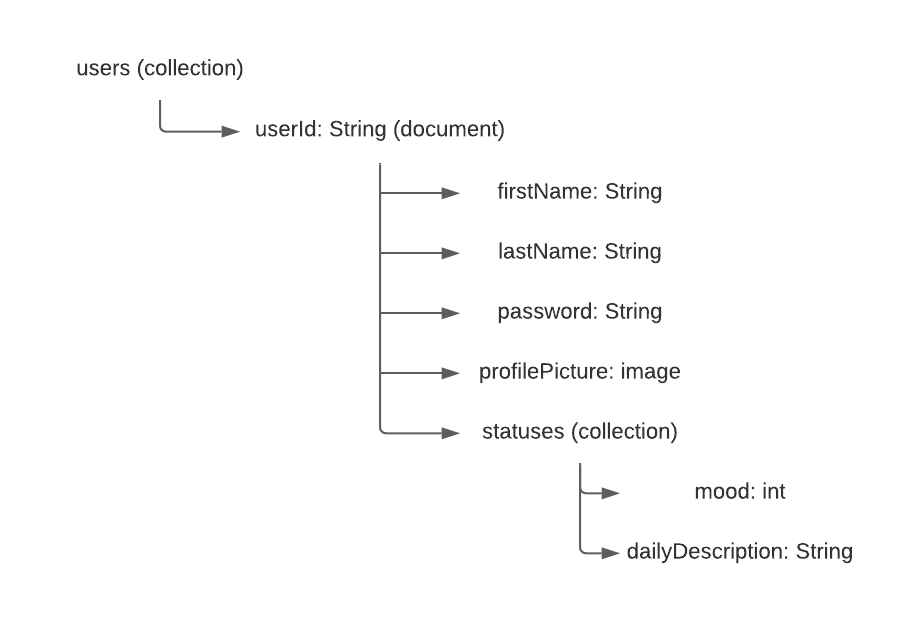 users (collection)
userId: String (document)
firstName: String
lastName: String
password: String
profilePicture: image
statuses (collection)
mood: int
dailyDescription: String